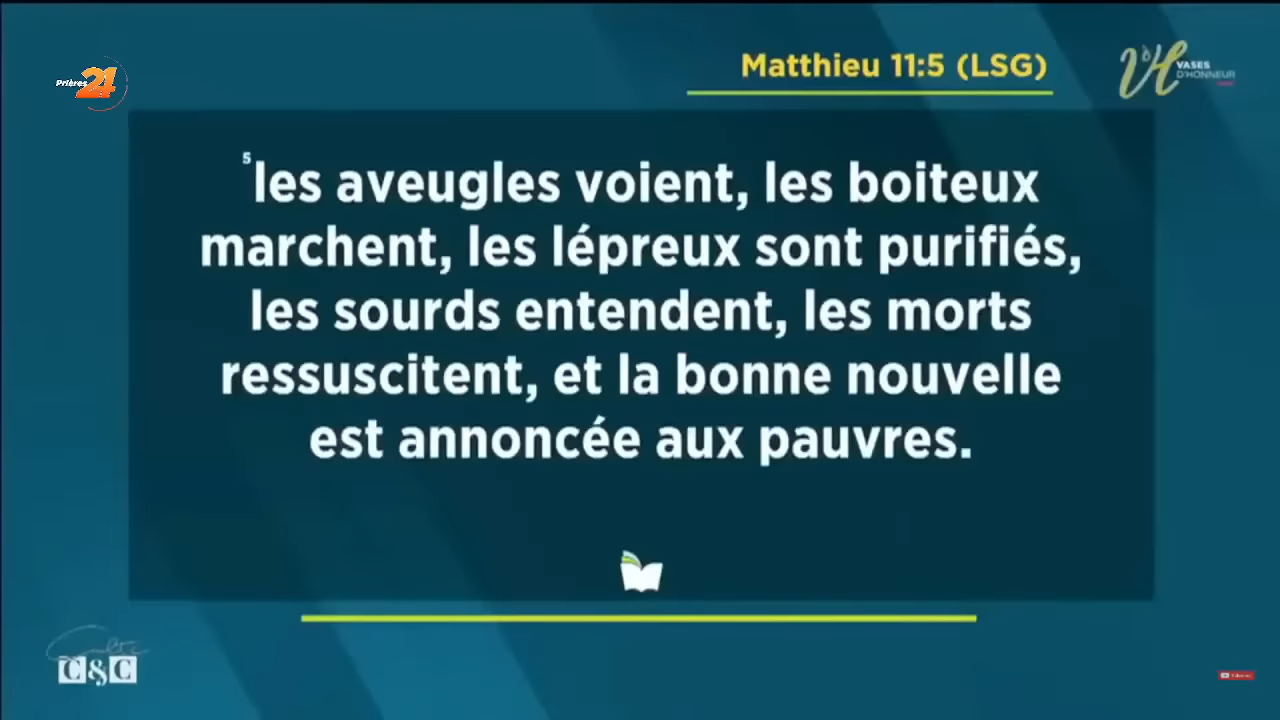 Matthieu 11:5 (LSG)
Prières 24
VASES
D'HONNEUR
5 les aveugles voient, les boiteux
marchent, les lépreux sont purifiés,
les sourds entendent, les morts
ressuscitent, et la bonne nouvelle
est annoncée aux pauvres.
C&C